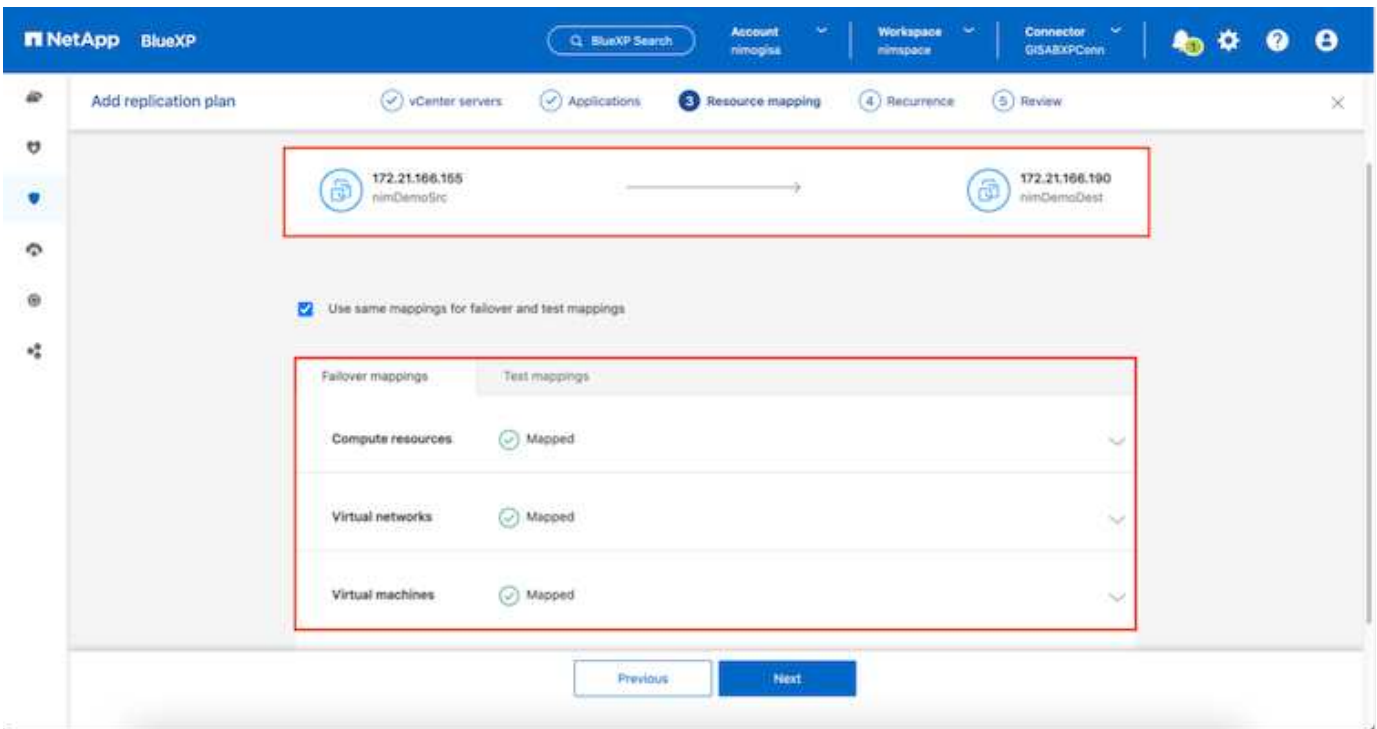 NetApp BlueXP
BlueXP Search
Account
nimogisa
Workspace
nimspace
Connector
GISABXPConn
1
Add replication plan
vCenter servers
Applications
3 Resource mapping
4 Recurrence
5 Review
172.21.166.165
nimDemoSrc
172.21.166.190
nimDemoDest
Use same mappings for failover and test mappings
Failover mappings
Test mappings
Compute resources
Mapped
Virtual networks
Mapped
Virtual machines
Mapped
Previous
Next